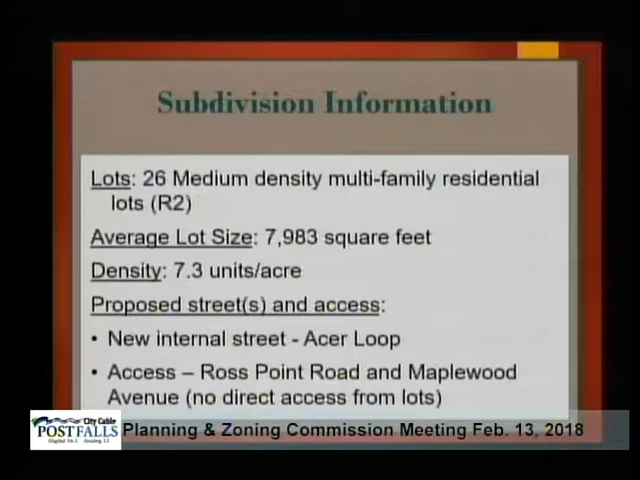 Subdivision Information
Lots: 26 Medium density multi-family residential
lots (R2)
Average Lot Size: 7,983 square feet
Density: 7.3 units/acre
Proposed street(s) and access:
• New internal street - Acer Loop
• Access – Ross Point Road and Maplewood
Avenue (no direct access from lots)
City Cable
POST FALLS
Planning & Zoning Commission Meeting Feb. 13, 2018